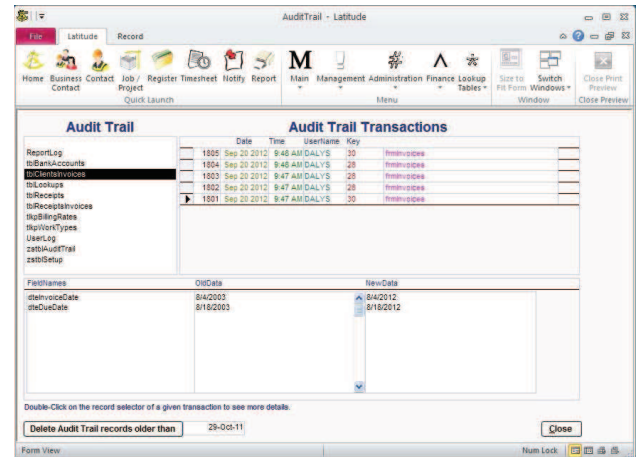 AuditTrail - Latitude
File Latitude Record
Home Business Contact Contact Job / Project Register Timesheet Notify Report Main Management Administration Finance Lookup Tables Size to Fit Form Switch Windows Close Print Preview
Quick Launch Menu Window Close Preview
Audit Trail
Audit Trail Transactions
Date Time UserName Key
ReportLog
tblBankAccounts
tblClientsInvoices
tblLookups
tblReceipts
tblReceiptsInvoices
tlkpBillingRates
tlkpWorkTypes
UserLog
zstblAuditTrail
zstblSetup
1805 Sep 20 2012 9:48 AM DALYS 30 frmInvoices
1804 Sep 20 2012 9:48 AM DALYS 28 frmInvoices
1803 Sep 20 2012 9:47 AM DALYS 28 frmInvoices
1802 Sep 20 2012 9:47 AM DALYS 28 frmInvoices
1801 Sep 20 2012 9:47 AM DALYS 30 frmInvoices
FieldNames OldData NewData
dteInvoiceDate 8/4/2003 8/4/2012
dteDueDate 8/18/2003 8/18/2012
Double-Click on the record selector of a given transaction to see more details.
Delete Audit Trail records older than 29-Oct-11 Close
Form View Num Lock